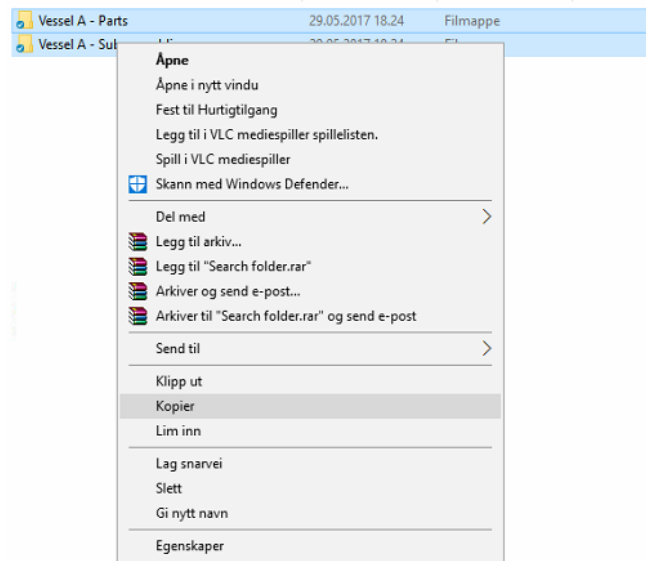 Vessel A - Parts 29.05.2017 18.24 Filmappe
Vessel A - Sub
Åpne
Åpne i nytt vindu
Fest til Hurtigtilgang
Legg til i VLC mediespiller spillelisten.
Spill i VLC mediespiller
Skann med Windows Defender...
Del med
Legg til arkiv...
Legg til "Search folder.rar"
Arkiver og send e-post...
Arkiver til "Search folder.rar" og send e-post
Send til
Klipp ut
Kopier
Lim inn
Lag snarvei
Slett
Gi nytt navn
Egenskaper